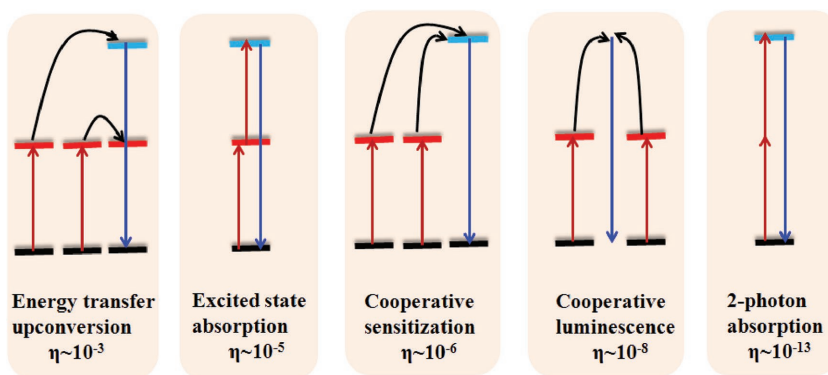 Energy transfer
upconversion
η~10⁻³
Excited state
absorption
η~10⁻⁵
Cooperative
sensitization
η~10⁻⁶
Cooperative
luminescence
η~10⁻⁸
2-photon
absorption
η~10⁻¹³